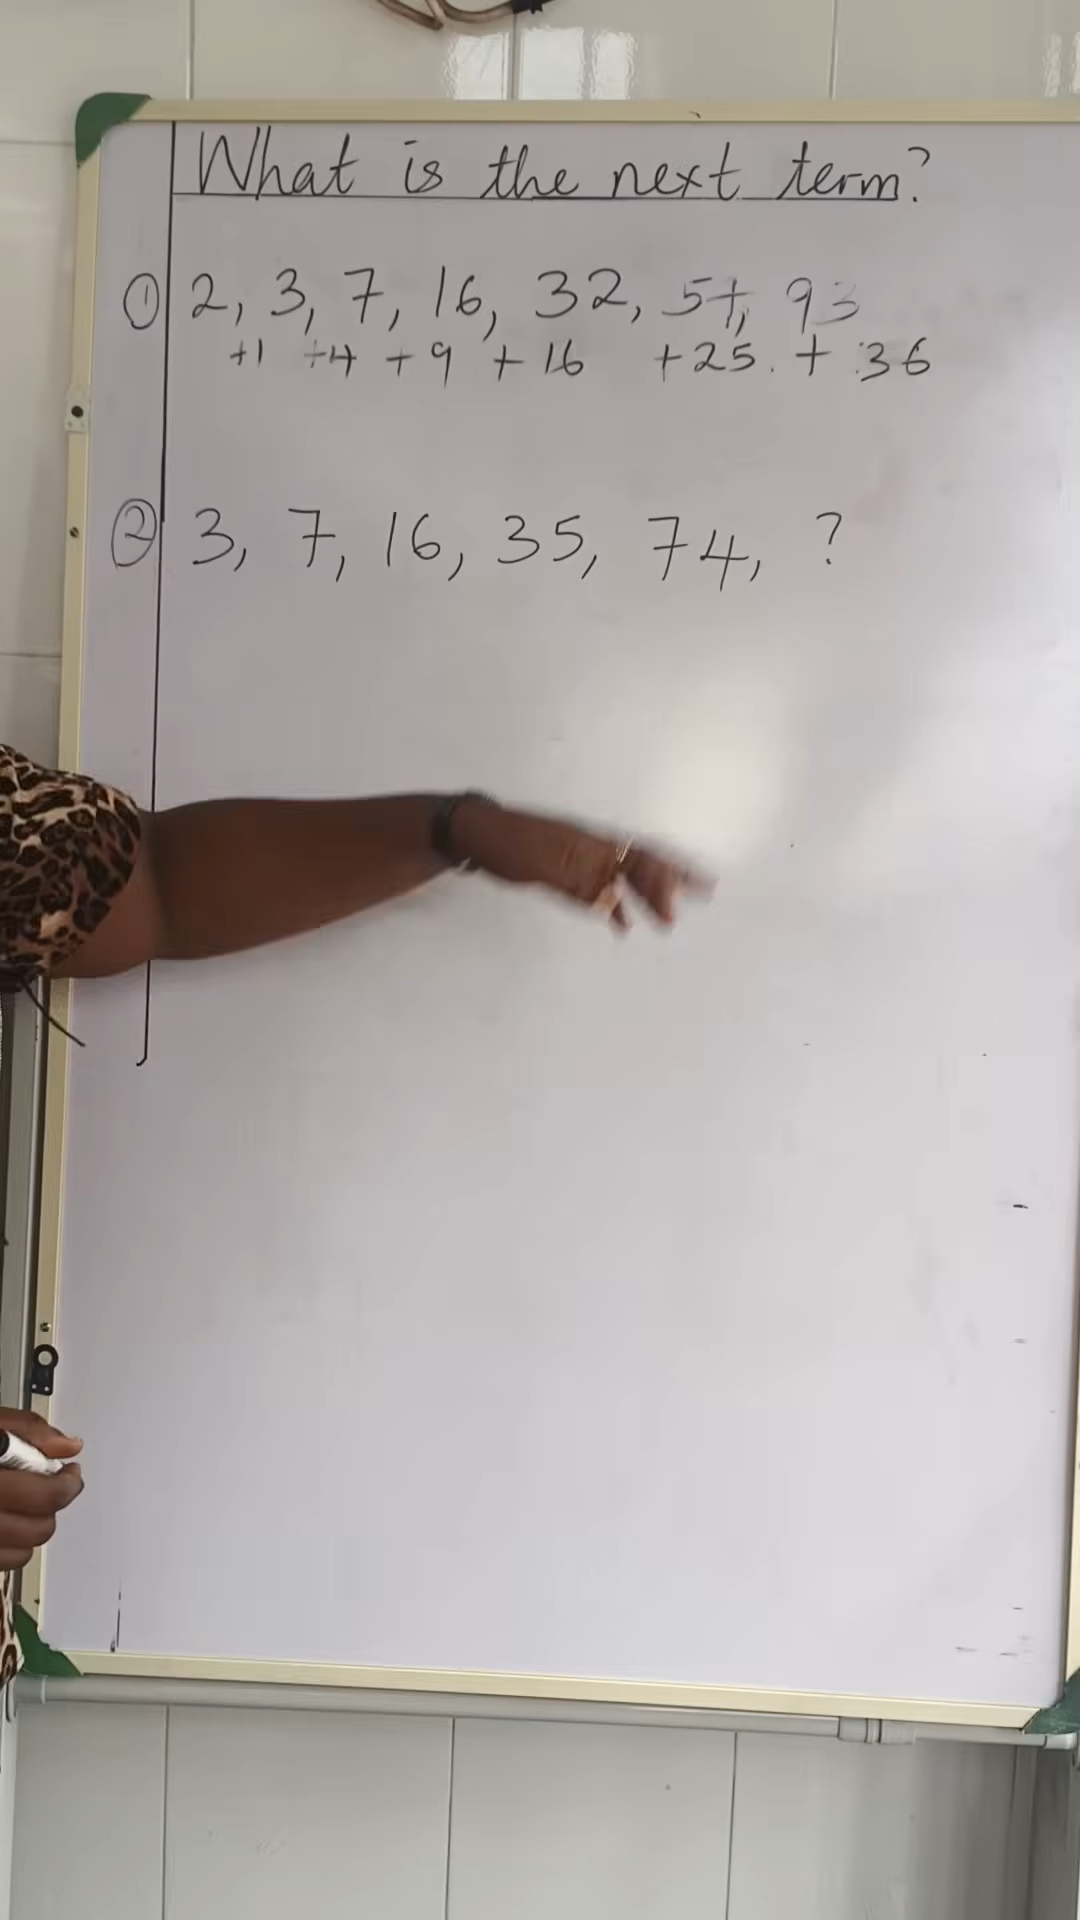 What is the next term?
① 2, 3, 7, 16, 32, 57, 93
+1 +4 +9 +16 +25. + 36
② 3, 7, 16, 35, 74, ?